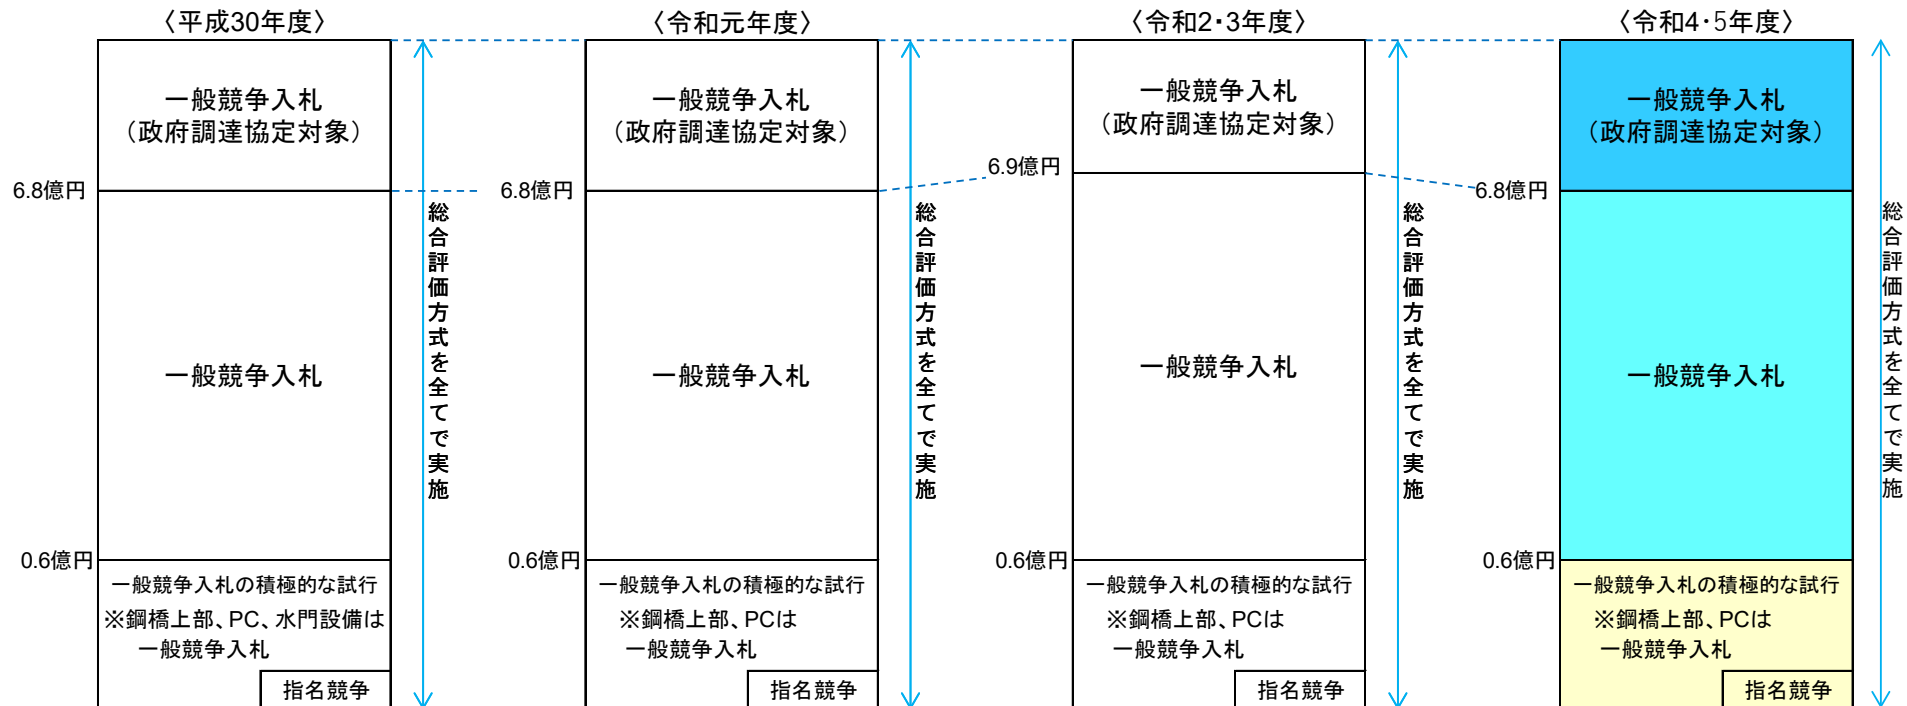 〈平成30年度〉
一般競争入札
（政府調達協定対象）
6.8億円
一般競争入札
0.6億円
一般競争入札の積極的な試行
※鋼橋上部、PC、水門設備は
一般競争入札
指名競争
総合評価方式を全てで実施
〈令和元年度〉
一般競争入札
（政府調達協定対象）
6.8億円
一般競争入札
0.6億円
一般競争入札の積極的な試行
※鋼橋上部、PCは
一般競争入札
指名競争
総合評価方式を全てで実施
〈令和2・3年度〉
一般競争入札
（政府調達協定対象）
6.9億円
一般競争入札
0.6億円
一般競争入札の積極的な試行
※鋼橋上部、PCは
一般競争入札
指名競争
総合評価方式を全てで実施
〈令和4・5年度〉
一般競争入札
（政府調達協定対象）
6.8億円
一般競争入札
0.6億円
一般競争入札の積極的な試行
※鋼橋上部、PCは
一般競争入札
指名競争
総合評価方式を全てで実施